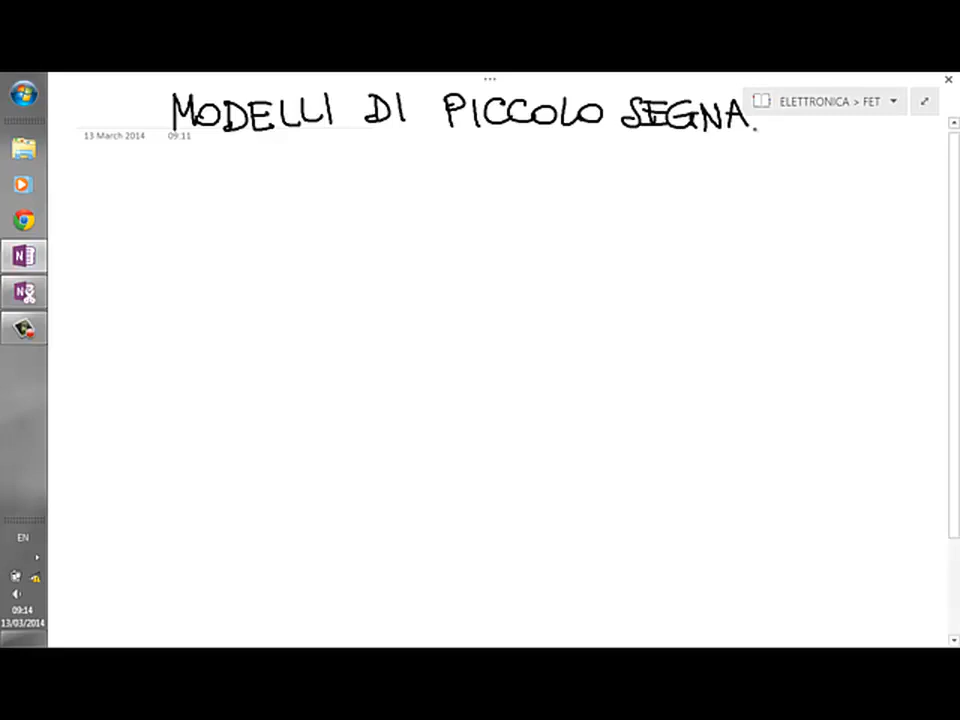 MODELLI DI PICCOLO SEGNA
ELETTRONICA > FET
13 March 2014 09:11
EN
09:14
13/03/2014